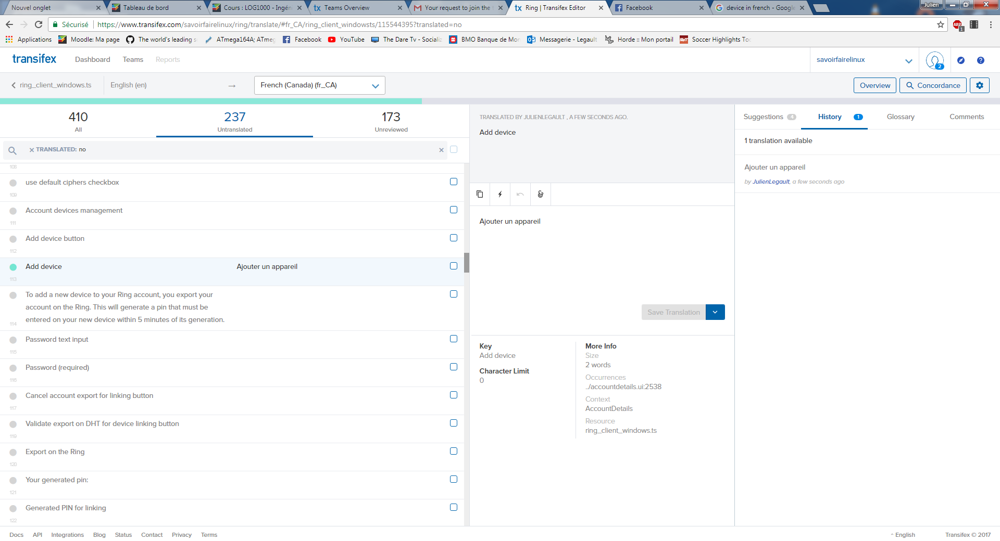 Nouvel onglet
Tableau de bord
Cours : LOG1000 - Ingén
Teams Overview
Your request to join the
Ring | Transifex Editor
Facebook
device in french - Google
Julien
Sécurisé
https://www.transifex.com/savoirfairelinux/ring/translate/#fr_CA/ring_client_windowsts/115544395?translated=no
ABP
1
Applications
Moodle: Ma page
The world's leading s
ATmega164A; ATmeg
Facebook
YouTube
The Dare Tv - Socializ
BMO Banque de Mon
Messagerie - Legault
Horde :: Mon portail
Soccer Highlights Tod
transifex
Dashboard
Teams
Reports
savoirfairelinux
2
ring_client_windows.ts
English (en)
→
French (Canada) (fr_CA)
Overview
Concordance
410
All
237
Untranslated
173
Unreviewed
TRANSLATED: no
108
use default ciphers checkbox
109
Account devices management
111
Add device button
112
Add device
Ajouter un appareil
113
To add a new device to your Ring account, you export your
account on the Ring. This will generate a pin that must be
entered on your new device within 5 minutes of its generation.
114
Password text input
115
Password (required)
116
Cancel account export for linking button
117
Validate export on DHT for device linking button
119
Export on the Ring
120
Your generated pin:
121
Generated PIN for linking
122
TRANSLATED BY JULIENLEGAULT , A FEW SECONDS AGO.
Add device
Ajouter un appareil
Save Translation
Key
Add device
Character Limit
0
More Info
Size
2 words
Occurrences
../accountdetails.ui:2538
Context
AccountDetails
Resource
ring_client_windows.ts
Suggestions 4
History 1
Glossary
Comments
1 translation available
Ajouter un appareil
by JulienLegault, a few seconds ago
Docs
API
Integrations
Blog
Status
Contact
Privacy
Terms
English
Transifex © 2017